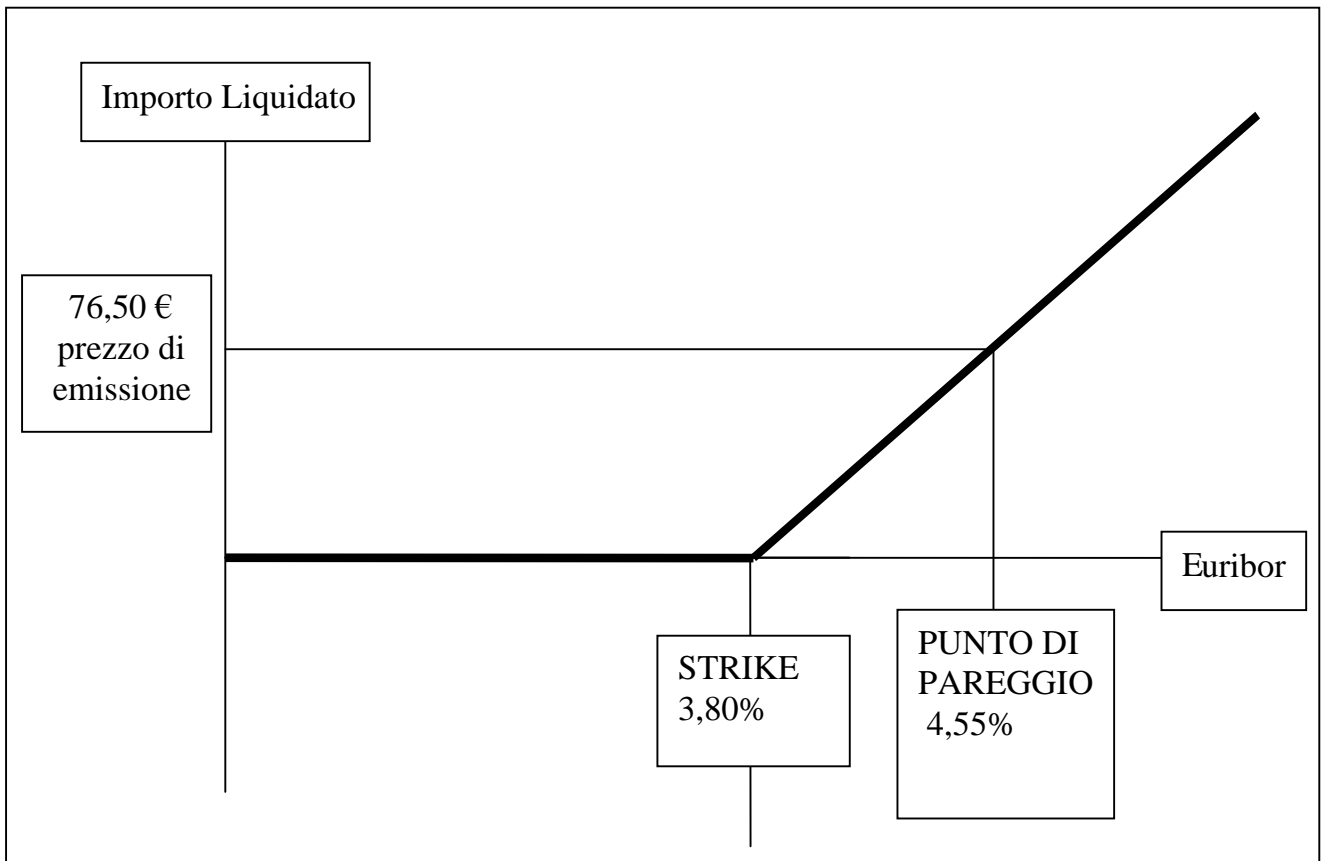 Importo Liquidato
76,50 €
prezzo di
emissione
Euribor
STRIKE
3,80%
PUNTO DI
PAREGGIO
4,55%